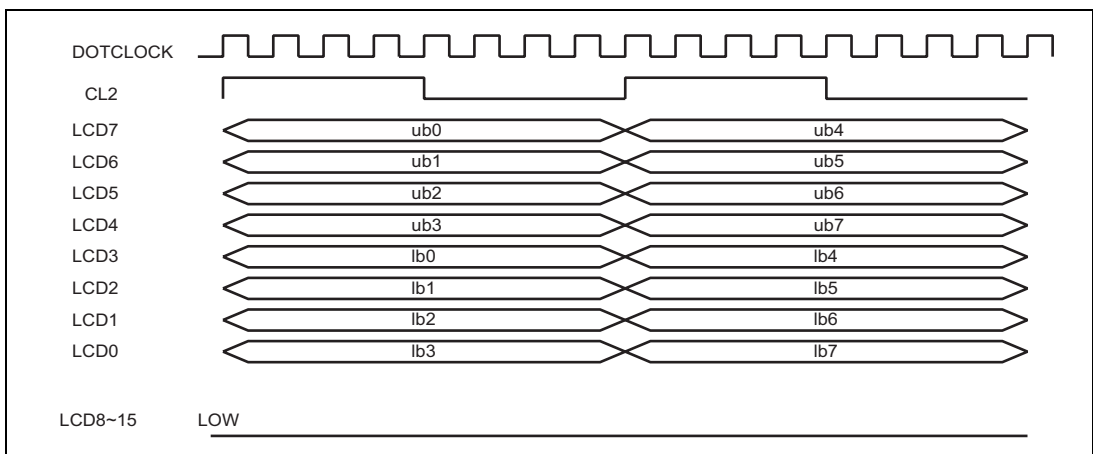 DOTCLOCK
CL2
LCD7 ub0 ub4
LCD6 ub1 ub5
LCD5 ub2 ub6
LCD4 ub3 ub7
LCD3 lb0 lb4
LCD2 lb1 lb5
LCD1 lb2 lb6
LCD0 lb3 lb7
LCD8~15 LOW